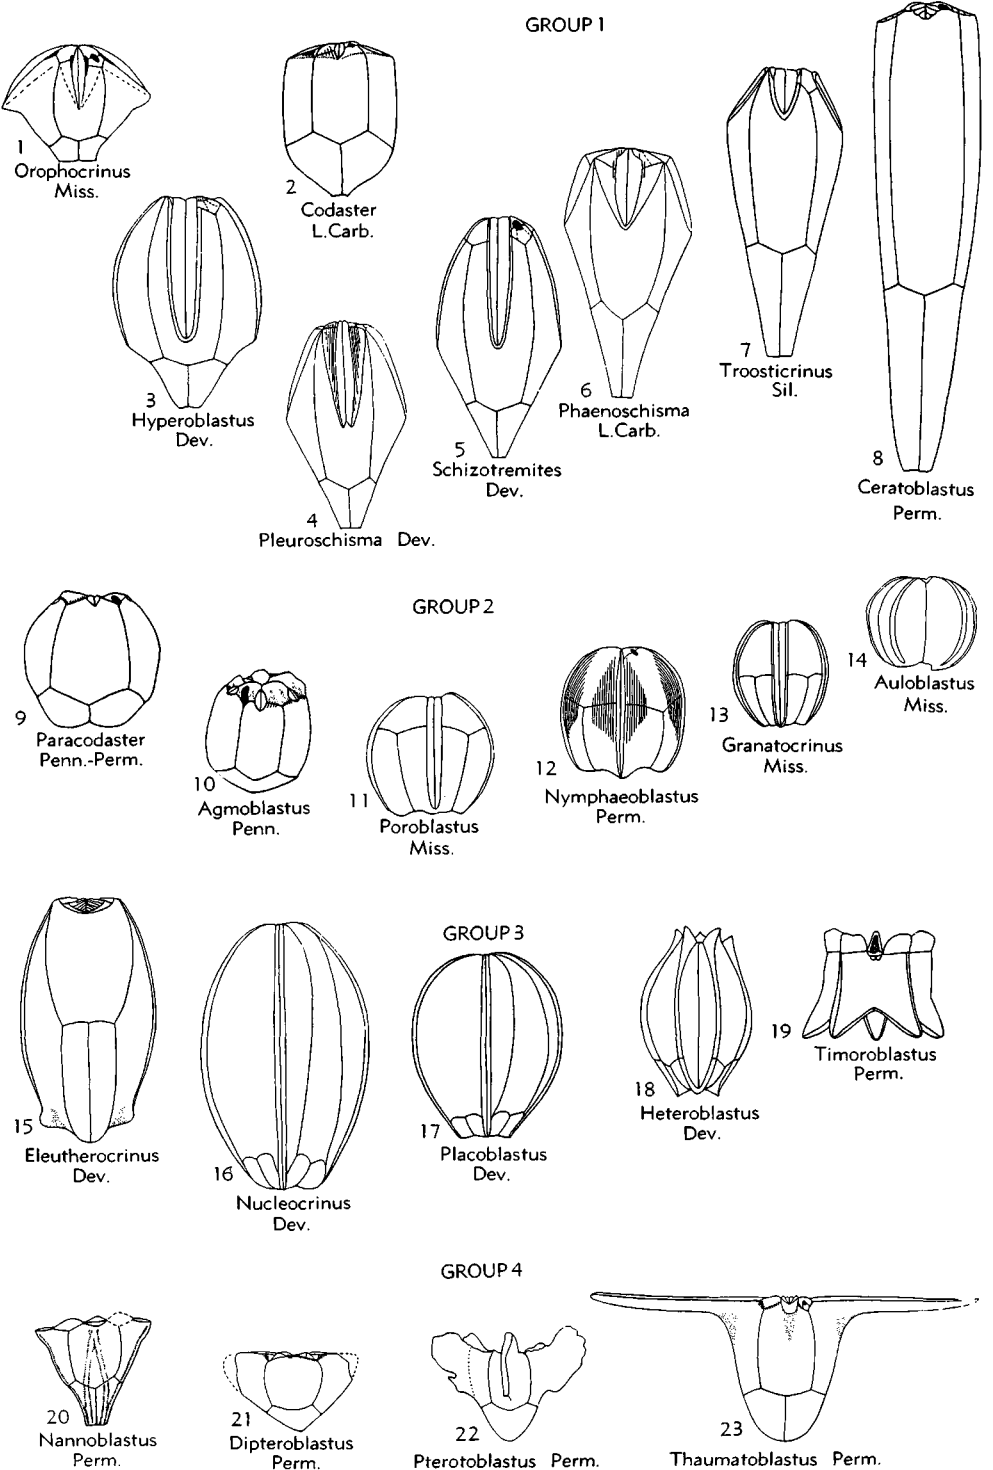 GROUP 1
1
Orophocrinus
Miss.
2
Codaster
L.Carb.
3
Hyperoblastus
Dev.
4
Pleuroschisma Dev.
5
Schizotremites
Dev.
6
Phaenoschisma
L.Carb.
7
Troosticrinus
Sil.
8
Ceratoblastus
Perm.
GROUP 2
9
Paracodaster
Penn.-Perm.
10
Agmoblastus
Penn.
11
Poroblastus
Miss.
12
Nymphaeoblastus
Perm.
13
Granatocrinus
Miss.
14
Auloblastus
Miss.
GROUP 3
15
Eleutherocrinus
Dev.
16
Nucleocrinus
Dev.
17
Placoblastus
Dev.
18
Heteroblastus
Dev.
19
Timoroblastus
Perm.
GROUP 4
20
Nannoblastus
Perm.
21
Dipteroblastus
Perm.
22
Pterotoblastus Perm.
23
Thaumatoblastus Perm.